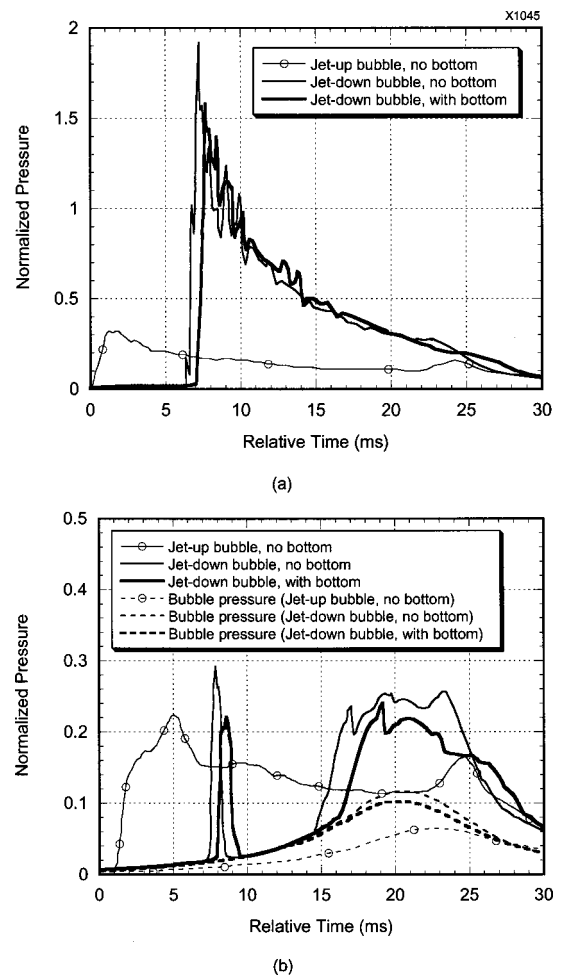 X1045
2
1.5
1
0.5
0
Normalized Pressure
Jet-up bubble, no bottom
Jet-down bubble, no bottom
Jet-down bubble, with bottom
0 5 10 15 20 25 30
Relative Time (ms)
(a)
0.5
0.4
0.3
0.2
0.1
0
Normalized Pressure
Jet-up bubble, no bottom
Jet-down bubble, no bottom
Jet-down bubble, with bottom
Bubble pressure (Jet-up bubble, no bottom)
Bubble pressure (Jet-down bubble, no bottom)
Bubble pressure (Jet-down bubble, with bottom)
0 5 10 15 20 25 30
Relative Time (ms)
(b)